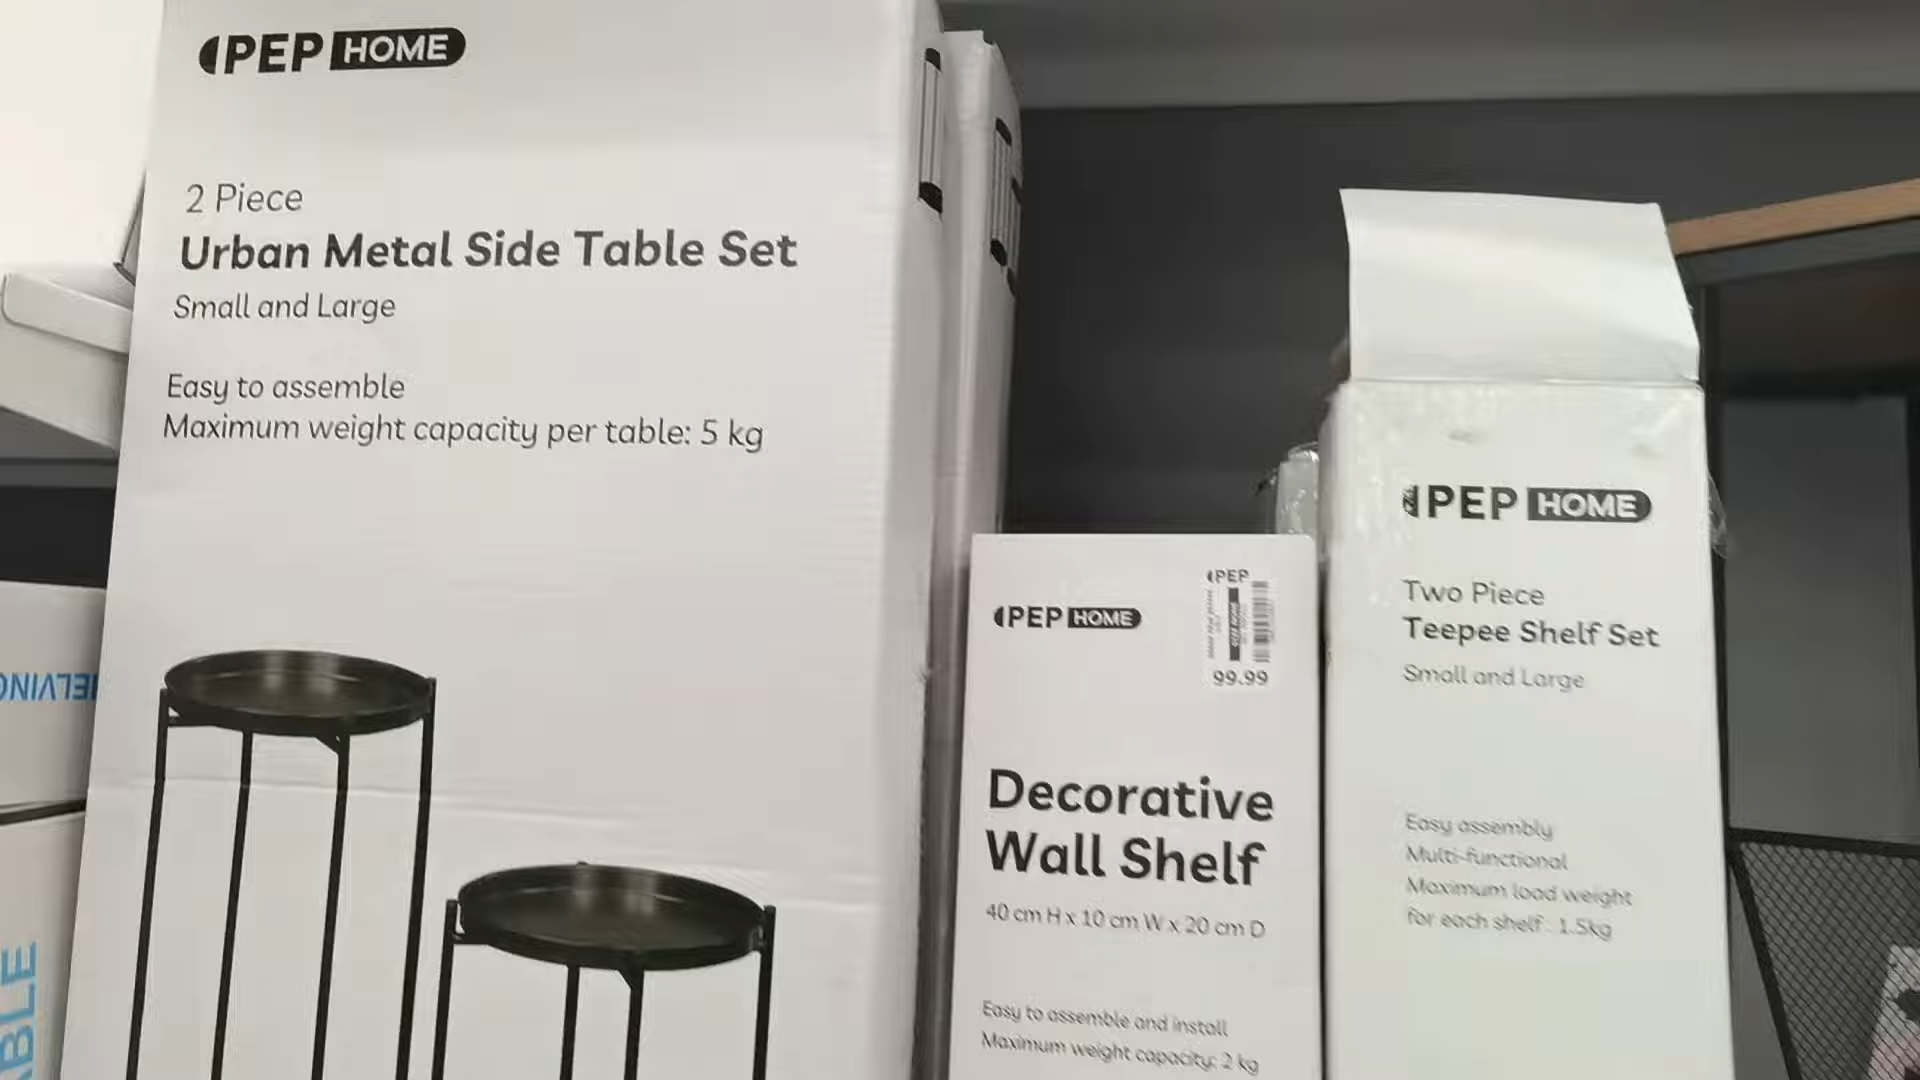 PEP HOME
2 Piece
Urban Metal Side Table Set
Small and Large
Easy to assemble
Maximum weight capacity per table: 5 kg
PEP HOME
PEP
99.99
Decorative
Wall Shelf
40 cm H x 10 cm W x 20 cm D
Easy to assemble and install
Maximum weight capacity: 2 kg
PEP HOME
Two Piece
Teepee Shelf Set
Small and Large
Easy assembly
Multi-functional
Maximum load weight
for each shelf : 1.5kg
ELVING
ABLE